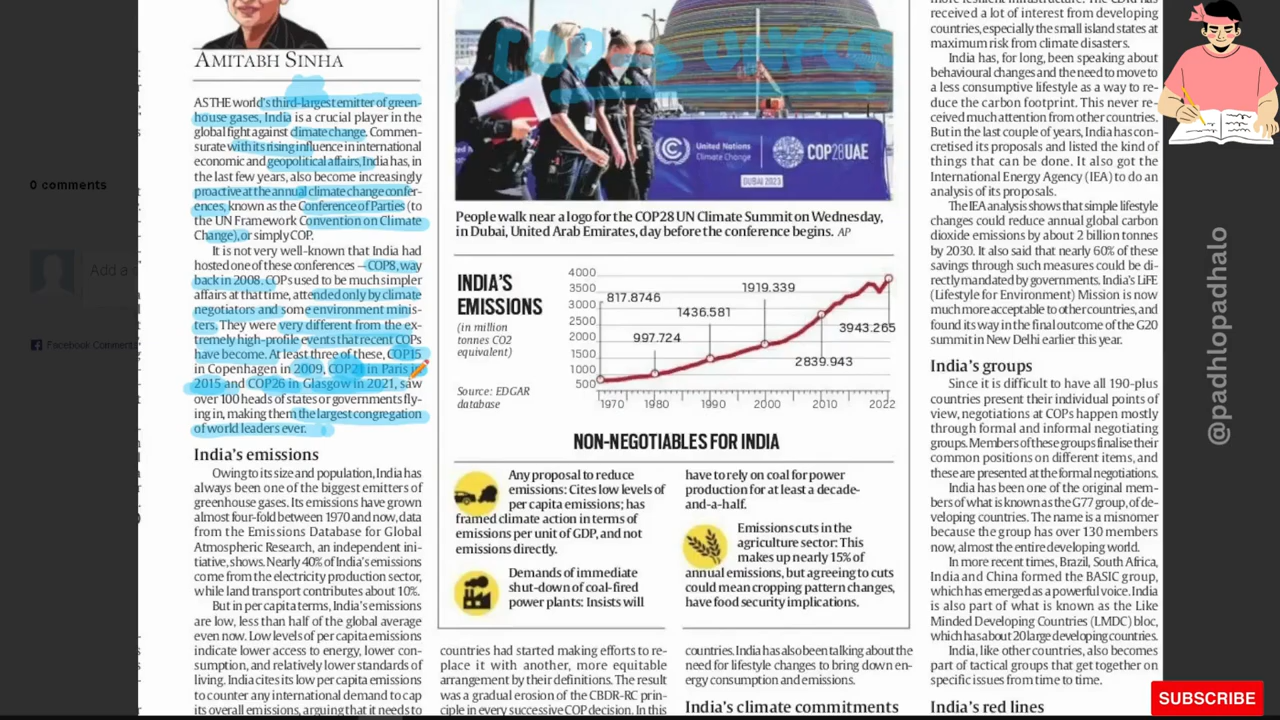 0 comments
Add a
Facebook Comment
AMITABH SINHA
AS THE world's third-largest emitter of green-
house gases, India is a crucial player in the
global fight against climate change. Commen-
surate with its rising influence in international
economic and geopolitical affairs, India has, in
the last few years, also become increasingly
proactive at the annual climate change confer-
ences, known as the Conference of Parties (to
the UN Framework Convention on Climate
Change), or simply COP.
It is not very well-known that India had
hosted one of these conferences — COP8, way
back in 2008. COPs used to be much simpler
affairs at that time, attended only by climate
negotiators and some environment minis-
ters. They were very different from the ex-
tremely high-profile events that recent COPs
have become. At least three of these, COP15
in Copenhagen in 2009, COP21 in Paris in
2015 and COP26 in Glasgow in 2021, saw
over 100 heads of states or governments fly-
ing in, making them the largest congregation
of world leaders ever.
India's emissions
Owing to its size and population, India has
always been one of the biggest emitters of
greenhouse gases. Its emissions have grown
almost four-fold between 1970 and now, data
from the Emissions Database for Global
Atmospheric Research, an independent ini-
tiative, shows. Nearly 40% of India's emissions
come from the electricity production sector,
while land transport contributes about 10%.
But in per capita terms, India's emissions
are low, less than half of the global average
even now. Low levels of per capita emissions
indicate lower access to energy, lower con-
sumption, and relatively lower standards of
living. India cites its low per capita emissions
to counter any international demand to cap
its overall emissions, arguing that it needs to
United Nations
Climate Change
COP28UAE
DUBAI 2023
People walk near a logo for the COP28 UN Climate Summit on Wednesday,
in Dubai, United Arab Emirates, day before the conference begins. AP
INDIA'S
EMISSIONS
(in million
tonnes CO2
equivalent)
Source: EDGAR
database
4000
3500
3000
2500
2000
1500
1000
500
817.8746
997.724
1436.581
1919.339
2839.943
3943.265
1970 1980 1990 2000 2010 2022
NON-NEGOTIABLES FOR INDIA
Any proposal to reduce
emissions: Cites low levels of
per capita emissions; has
framed climate action in terms of
emissions per unit of GDP, and not
emissions directly.
Demands of immediate
shut-down of coal-fired
power plants: Insists will
have to rely on coal for power
production for at least a decade-
and-a-half.
Emissions cuts in the
agriculture sector: This
makes up nearly 15% of
annual emissions, but agreeing to cuts
could mean cropping pattern changes,
have food security implications.
countries had started making efforts to re-
place it with another, more equitable
arrangement by their definitions. The result
was a gradual erosion of the CBDR-RC prin-
ciple in every successive COP decision. In this
countries. India has also been talking about the
need for lifestyle changes to bring down en-
ergy consumption and emissions.
India's climate commitments
more resilient infrastructure. The CDRI has
received a lot of interest from developing
countries, especially the small island states at
maximum risk from climate disasters.
India has, for long, been speaking about
behavioural changes and the need to move to
a less consumptive lifestyle as a way to re-
duce the carbon footprint. This never re-
ceived much attention from other countries.
But in the last couple of years, India has con-
cretised its proposals and listed the kind of
things that can be done. It also got the
International Energy Agency (IEA) to do an
analysis of its proposals.
The IEA analysis shows that simple lifestyle
changes could reduce annual global carbon
dioxide emissions by about 2 billion tonnes
by 2030. It also said that nearly 60% of these
savings through such measures could be di-
rectly mandated by governments. India's LiFE
(Lifestyle for Environment) Mission is now
much more acceptable to other countries, and
found its way in the final outcome of the G20
summit in New Delhi earlier this year.
India's groups
Since it is difficult to have all 190-plus
countries present their individual points of
view, negotiations at COPs happen mostly
through formal and informal negotiating
groups. Members of these groups finalise their
common positions on different items, and
these are presented at the formal negotiations.
India has been one of the original mem-
bers of what is known as the G77 group, of de-
veloping countries. The name is a misnomer
because the group has over 130 members
now, almost the entire developing world.
In more recent times, Brazil, South Africa,
India and China formed the BASIC group,
which has emerged as a powerful voice. India
is also part of what is known as the Like
Minded Developing Countries (LMDC) bloc,
which has about 20 large developing countries.
India, like other countries, also becomes
part of tactical groups that get together on
specific issues from time to time.
India's red lines
@padhlopadhalo
SUBSCRIBE